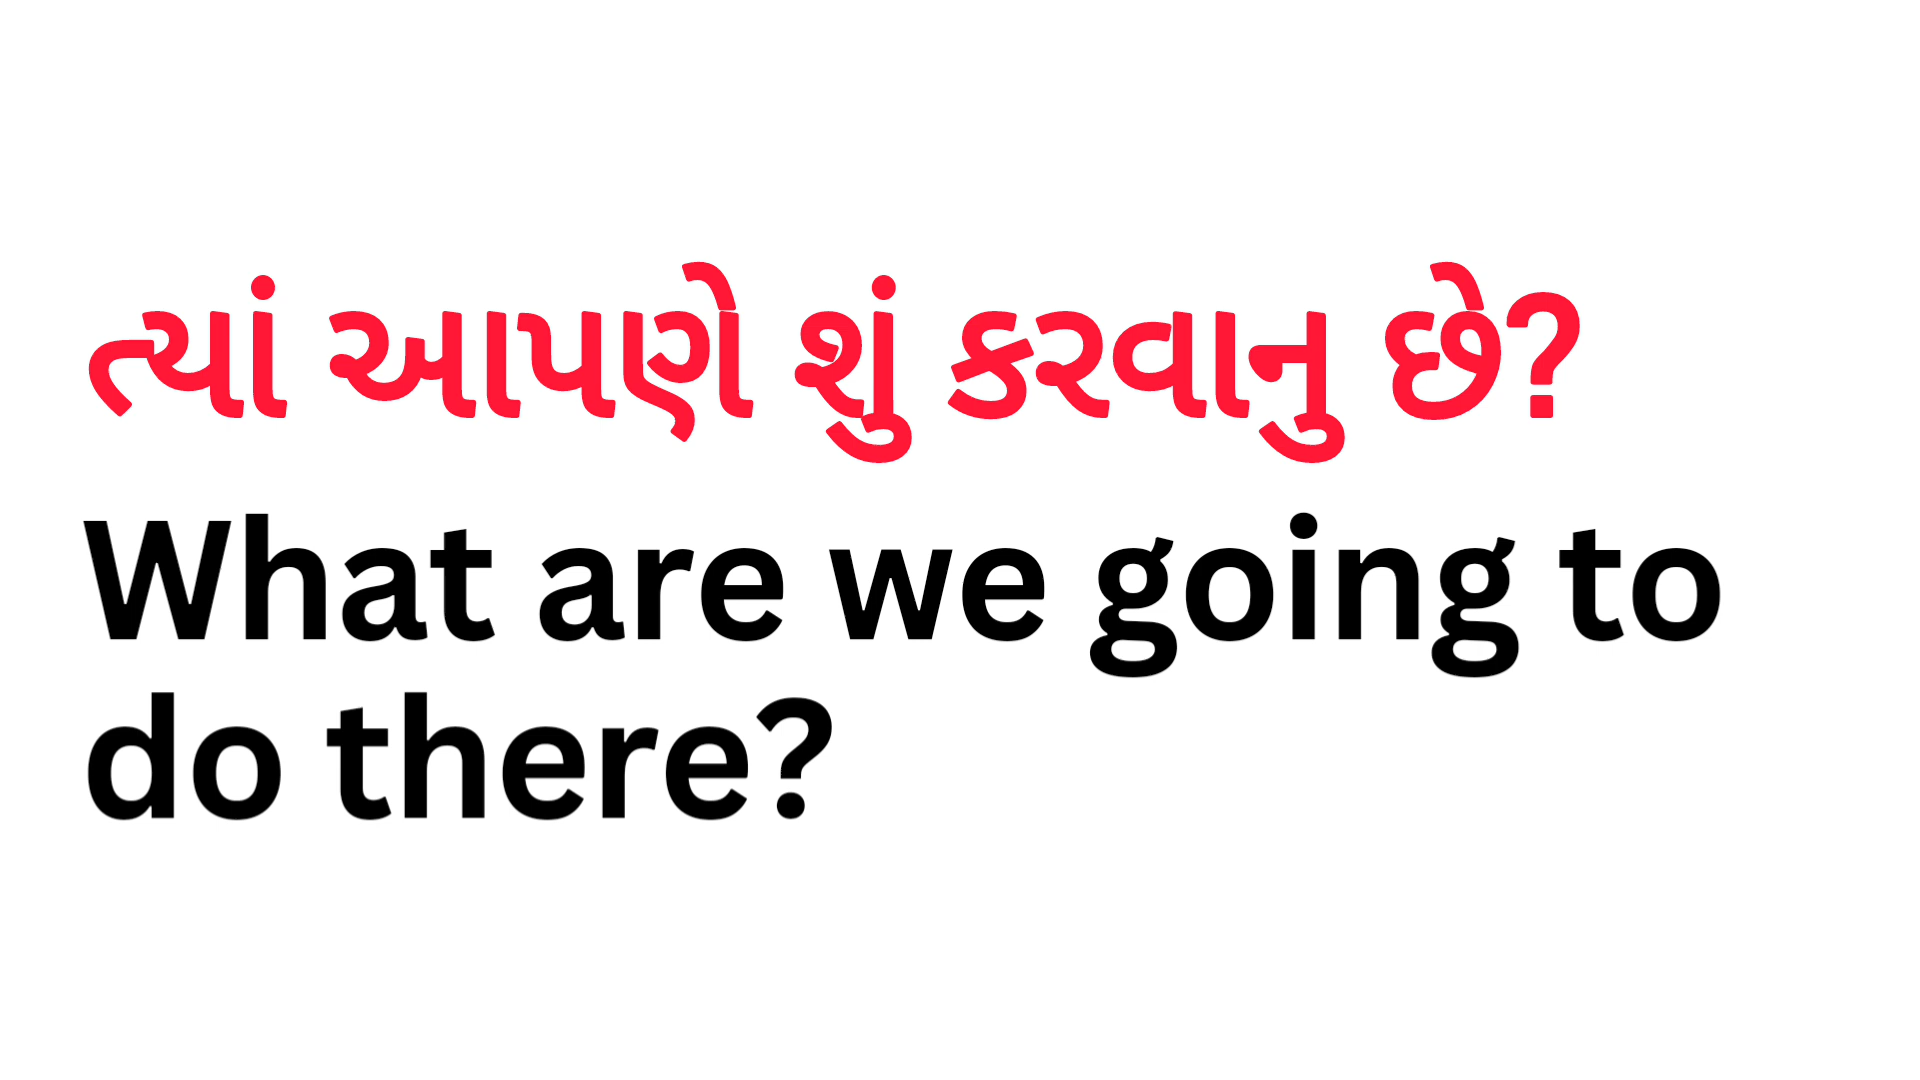 ત્યાં આપણે શું કરવાનુ છે?
What are we going to
do there?